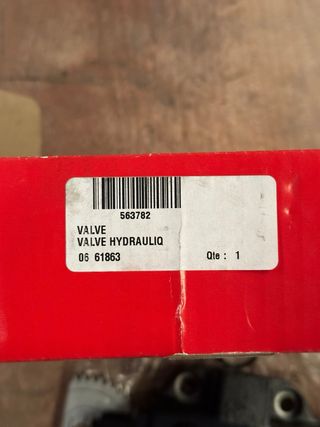 563782
VALVE
VALVE HYDRAULIQ
06 61863 Qte : 1